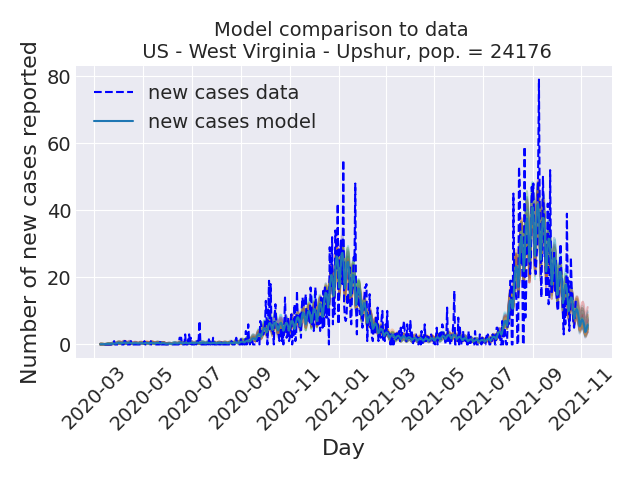 Model comparison to data
US - West Virginia - Upshur, pop. = 24176
Number of new cases reported
80
60
40
20
0
new cases data
new cases model
2020-03
2020-05
2020-07
2020-09
2020-11
2021-01
2021-03
2021-05
2021-07
2021-09
2021-11
Day